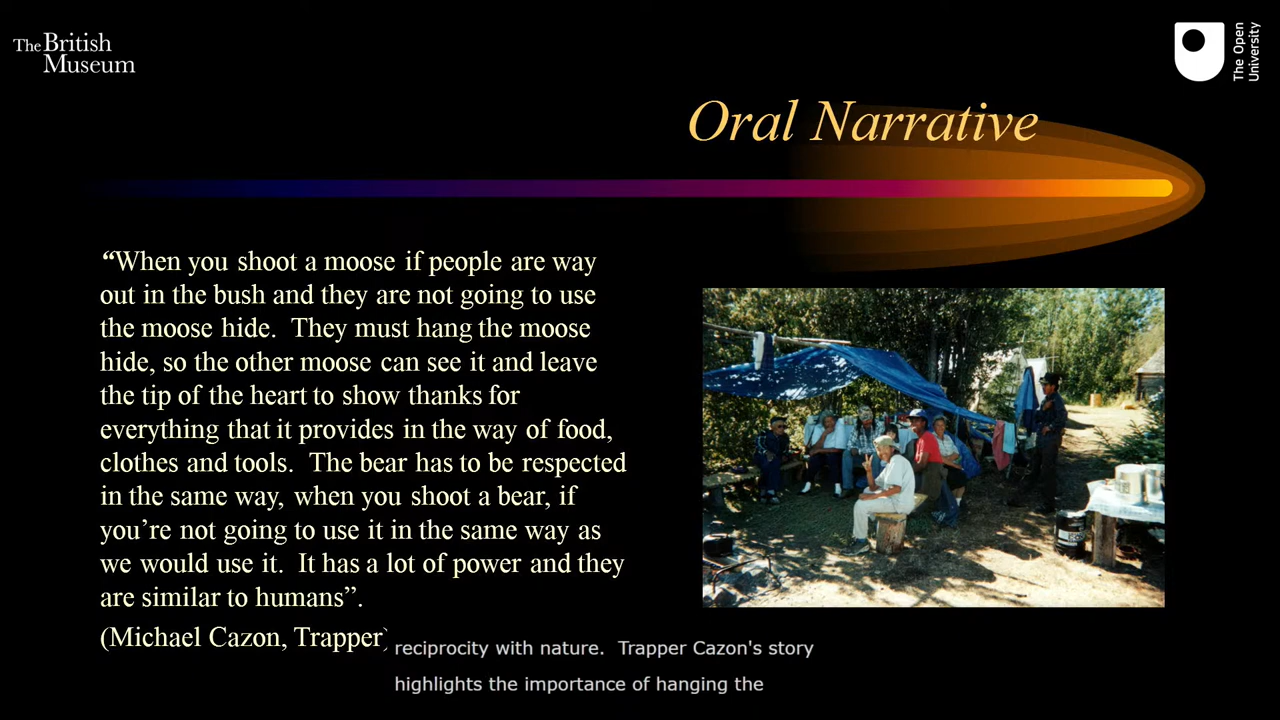 The British
Museum
The Open
University
Oral Narrative
“When you shoot a moose if people are way
out in the bush and they are not going to use
the moose hide.  They must hang the moose
hide, so the other moose can see it and leave
the tip of the heart to show thanks for
everything that it provides in the way of food,
clothes and tools.  The bear has to be respected
in the same way, when you shoot a bear, if
you’re not going to use it in the same way as
we would use it.  It has a lot of power and they
are similar to humans”.
(Michael Cazon, Trapper)
reciprocity with nature.  Trapper Cazon's story
highlights the importance of hanging the